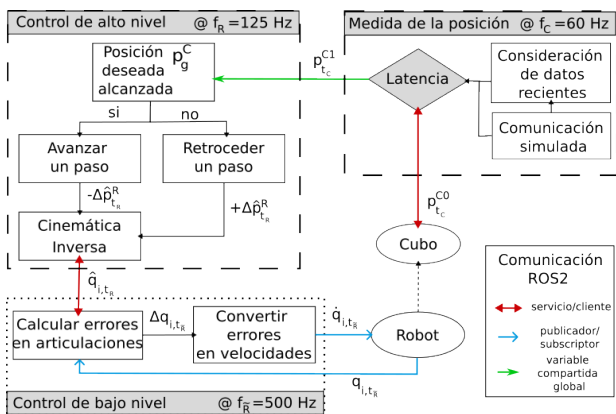 Control de alto nivel @ f_R=125 Hz
Medida de la posición @ f_C=60 Hz
Posición p_g^C
deseada
alcanzada
si no
Avanzar
un paso
Retroceder
un paso
-Δp̂_{t_R}^R
+Δp̂_{t_R}^R
Cinemática
Inversa
p_{t_C}^{C1}
Latencia
Consideración
de datos
recientes
Comunicación
simulada
p_{t_C}^{C0}
Cubo
q̂_{i,t_R}
Calcular errores
en articulaciones
Δq_{i,t_R̃}
Convertir
errores
en velocidades
q̇_{i,t_R̃}
Robot
q_{i,t_R̃}
Control de bajo nivel @ f_R̃=500 Hz
Comunicación
ROS2
servicio/cliente
publicador/
subscriptor
variable
compartida
global